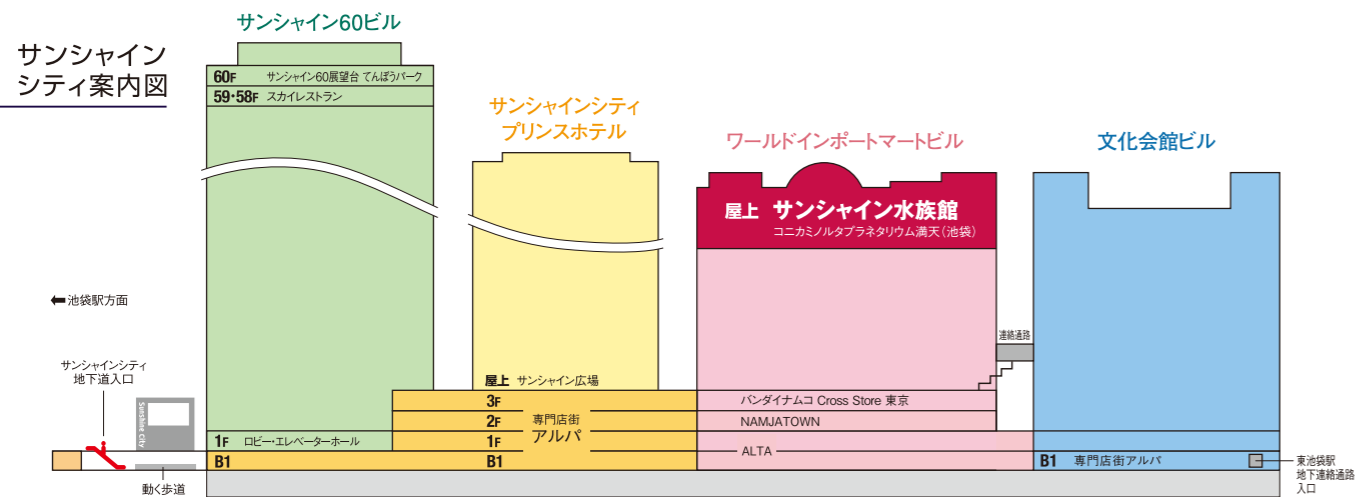 サンシャイン
シティ案内図
サンシャイン60ビル
60F サンシャイン60展望台 てんぼうパーク
59・58F スカイレストラン
サンシャインシティ
プリンスホテル
ワールドインポートマートビル
文化会館ビル
屋上 サンシャイン水族館
コニカミノルタプラネタリウム満天(池袋)
池袋駅方面
連絡通路
サンシャインシティ
地下道入口
Sunshine City
屋上 サンシャイン広場
3F
2F
1F
B1
専門店街
アルパ
バンダイナムコ Cross Store 東京
NAMJATOWN
ALTA
1F ロビー・エレベーターホール
B1
動く歩道
B1 専門店街アルパ
東池袋駅
地下連絡通路
入口